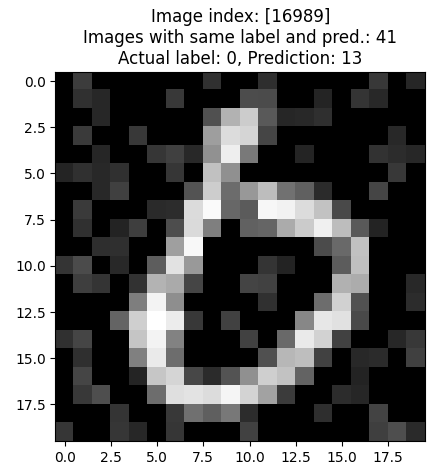 Image index: [16989]
Images with same label and pred.: 41
Actual label: 0, Prediction: 13
0.0
2.5
5.0
7.5
10.0
12.5
15.0
17.5
0.0 2.5 5.0 7.5 10.0 12.5 15.0 17.5